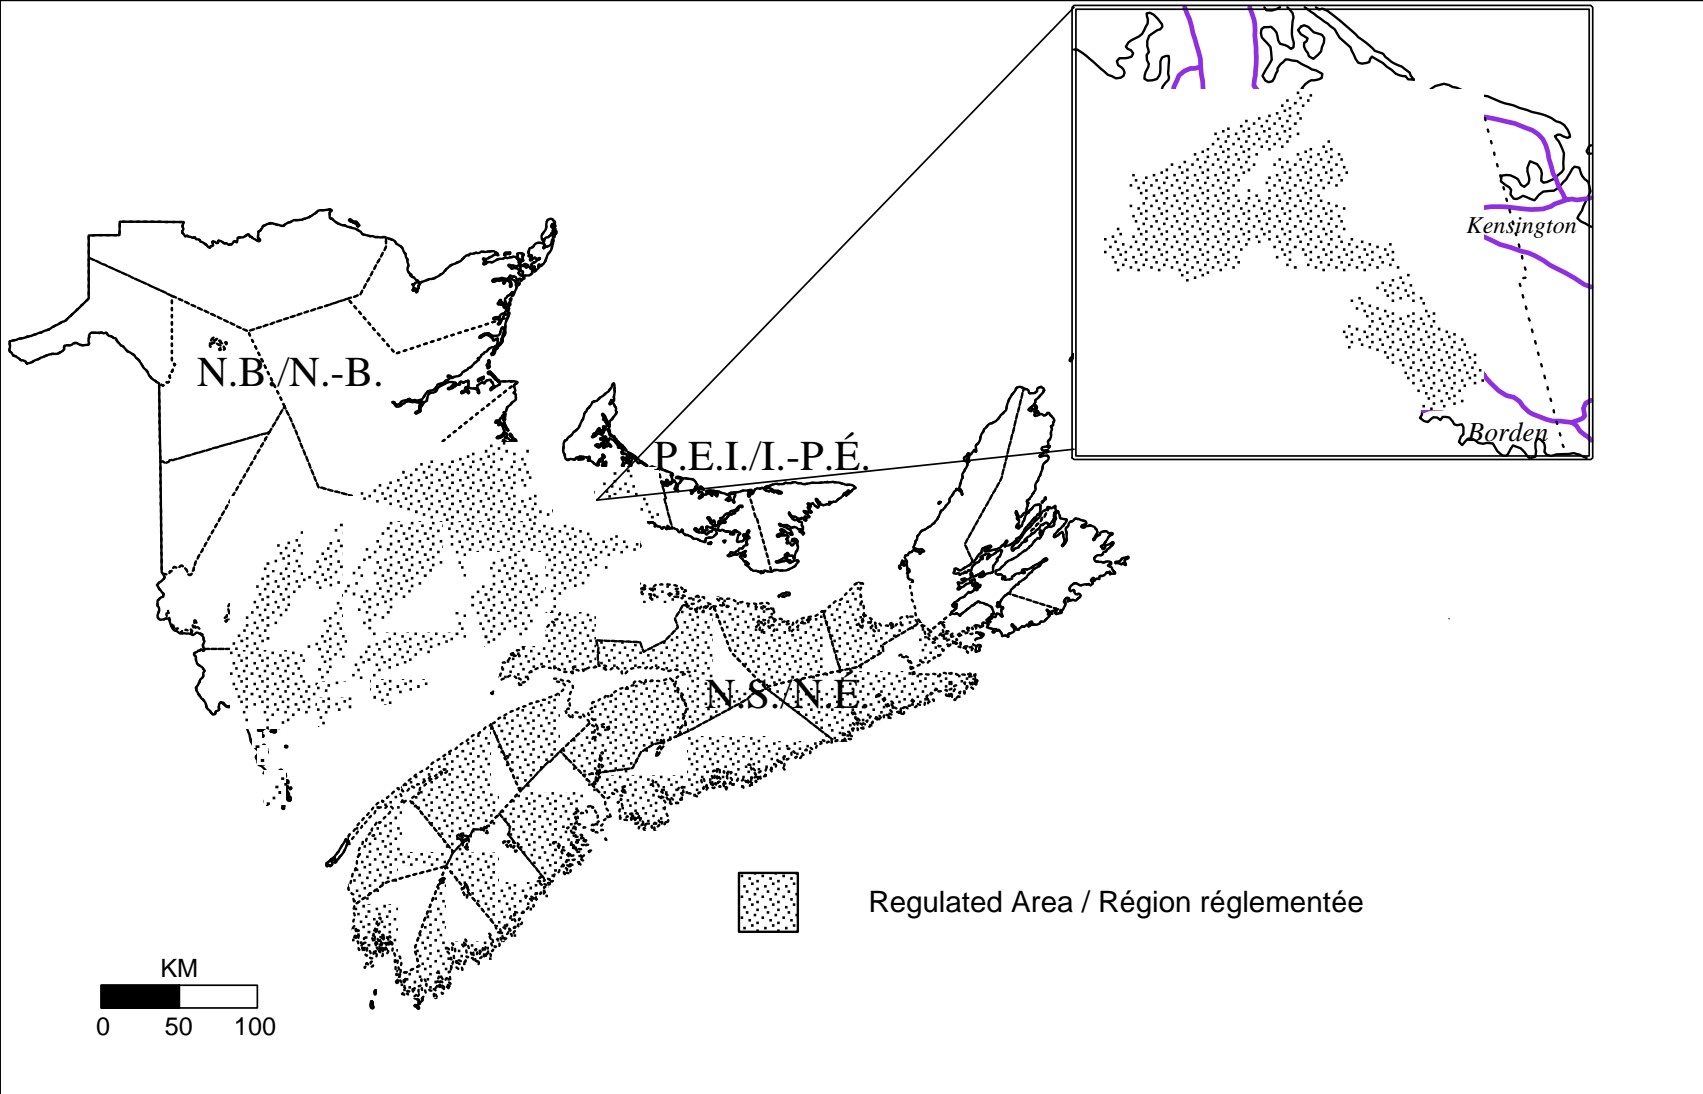 Kensington
Borden
N.B./N.-B.
P.E.I./I.-P.É.
N.S./N.É.
Regulated Area / Région réglementée
KM
0 50 100